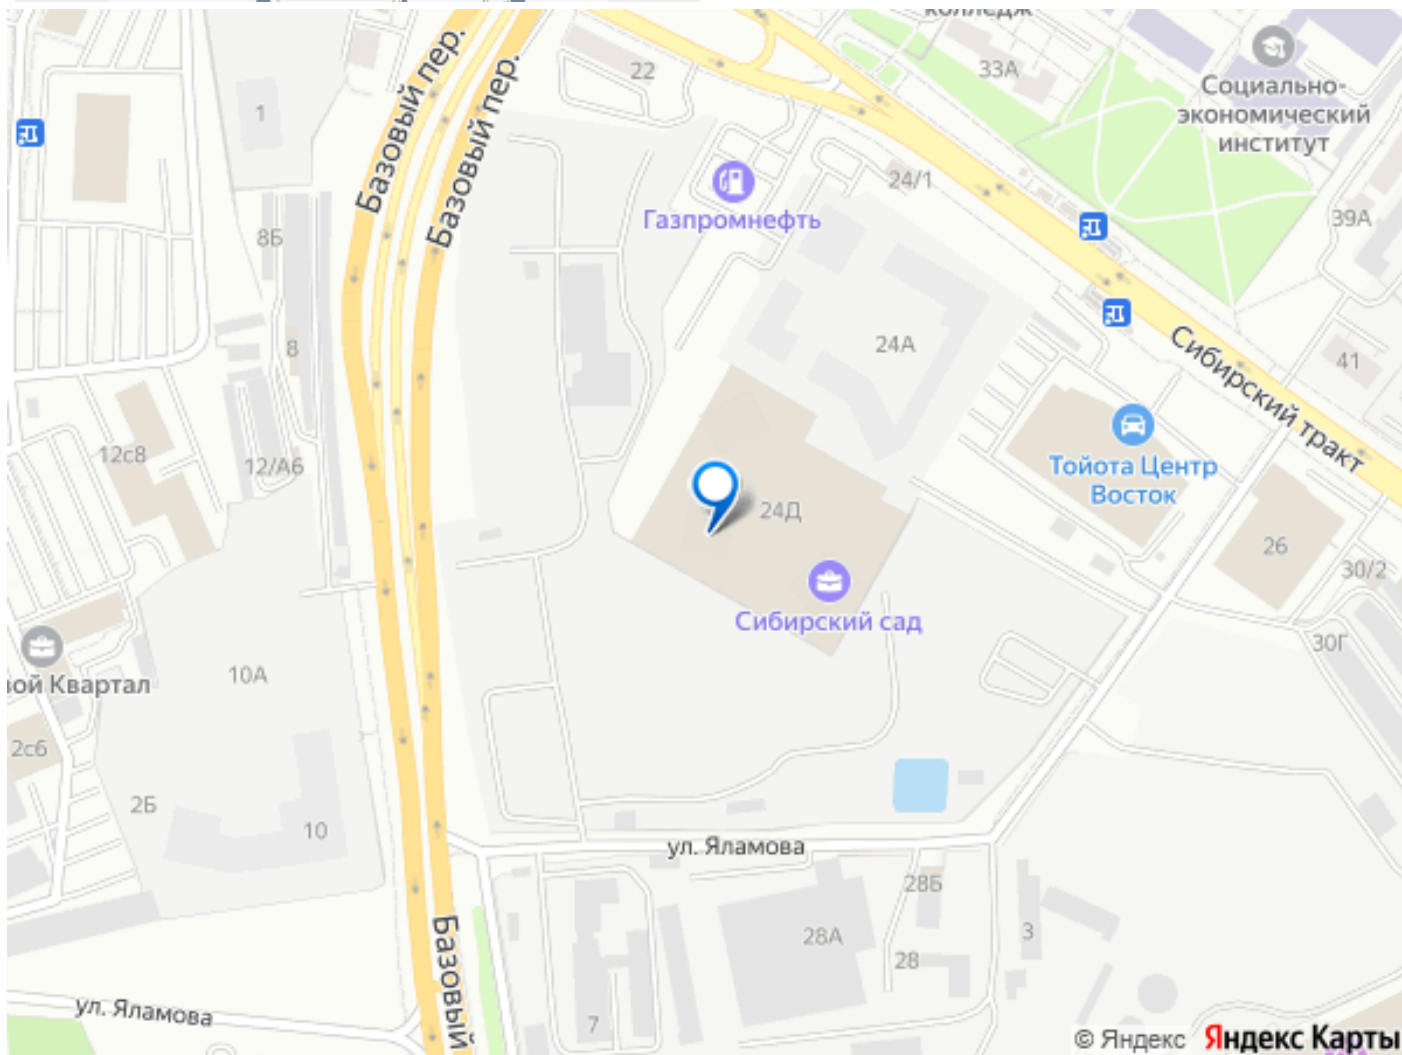 колледж
Базовый пер.
Базовый пер.
22
33А
Социально-
экономический
институт
1
24/1
Газпромнефть
39А
8Б
8
24А
Сибирский тракт
41
12с8
12/А6
Тойота Центр
Восток
24Д
26
30/2
Сибирский сад
30Г
вой Квартал
10А
2с6
2Б
10
ул. Яламова
28Б
28А
3
28
Базовый
ул. Яламова
7
© Яндекс Яндекс Карты